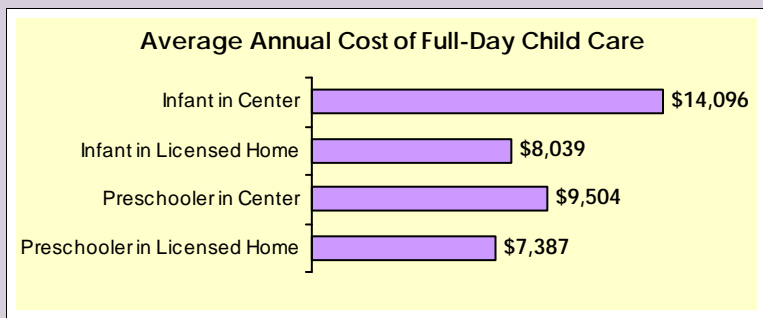 Average Annual Cost of Full-Day Child Care
Infant in Center $14,096
Infant in Licensed Home $8,039
Preschooler in Center $9,504
Preschooler in Licensed Home $7,387